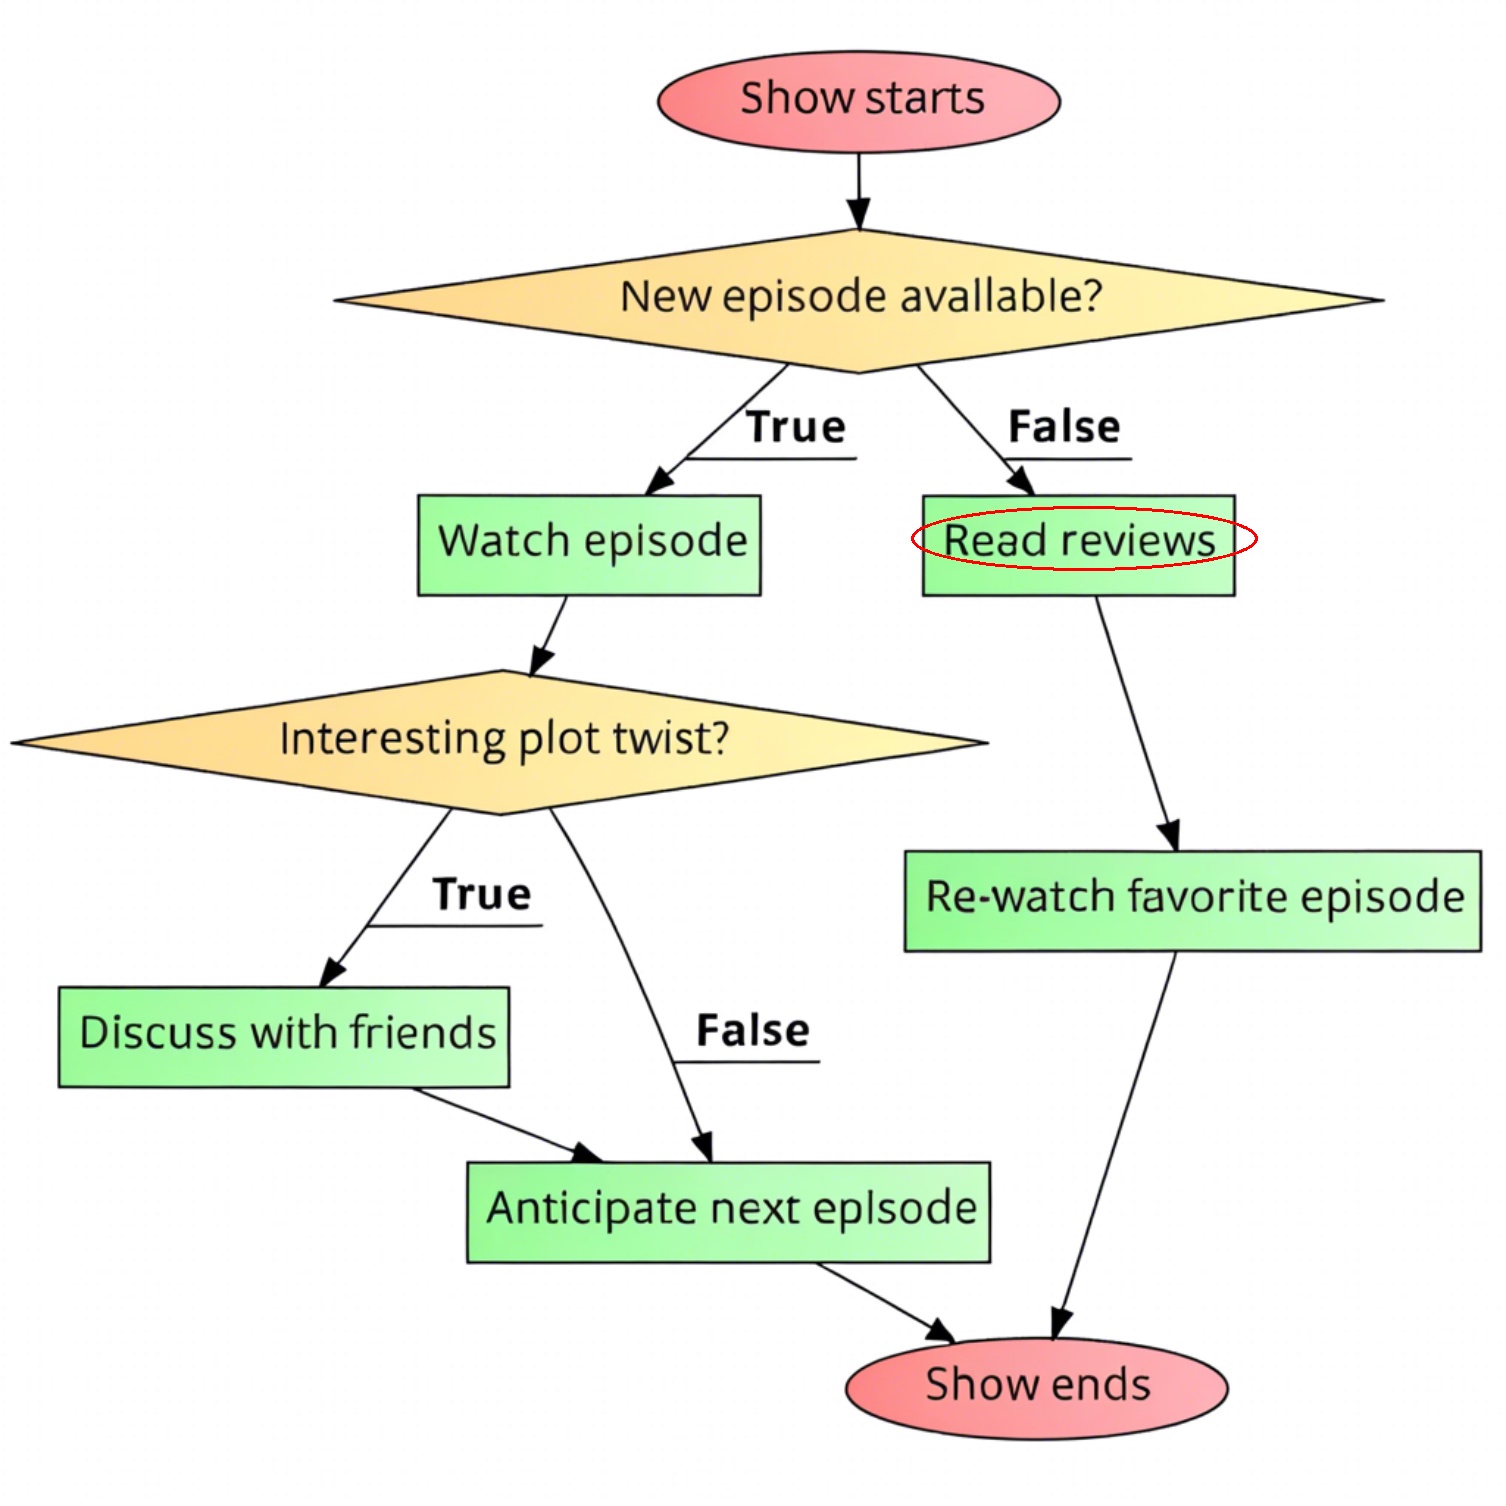 Show starts
New episode avallable?
True
False
Watch episode
Read reviews
Interesting plot twist?
True
Re-watch favorite episode
Discuss with friends
False
Anticipate next eplsode
Show ends